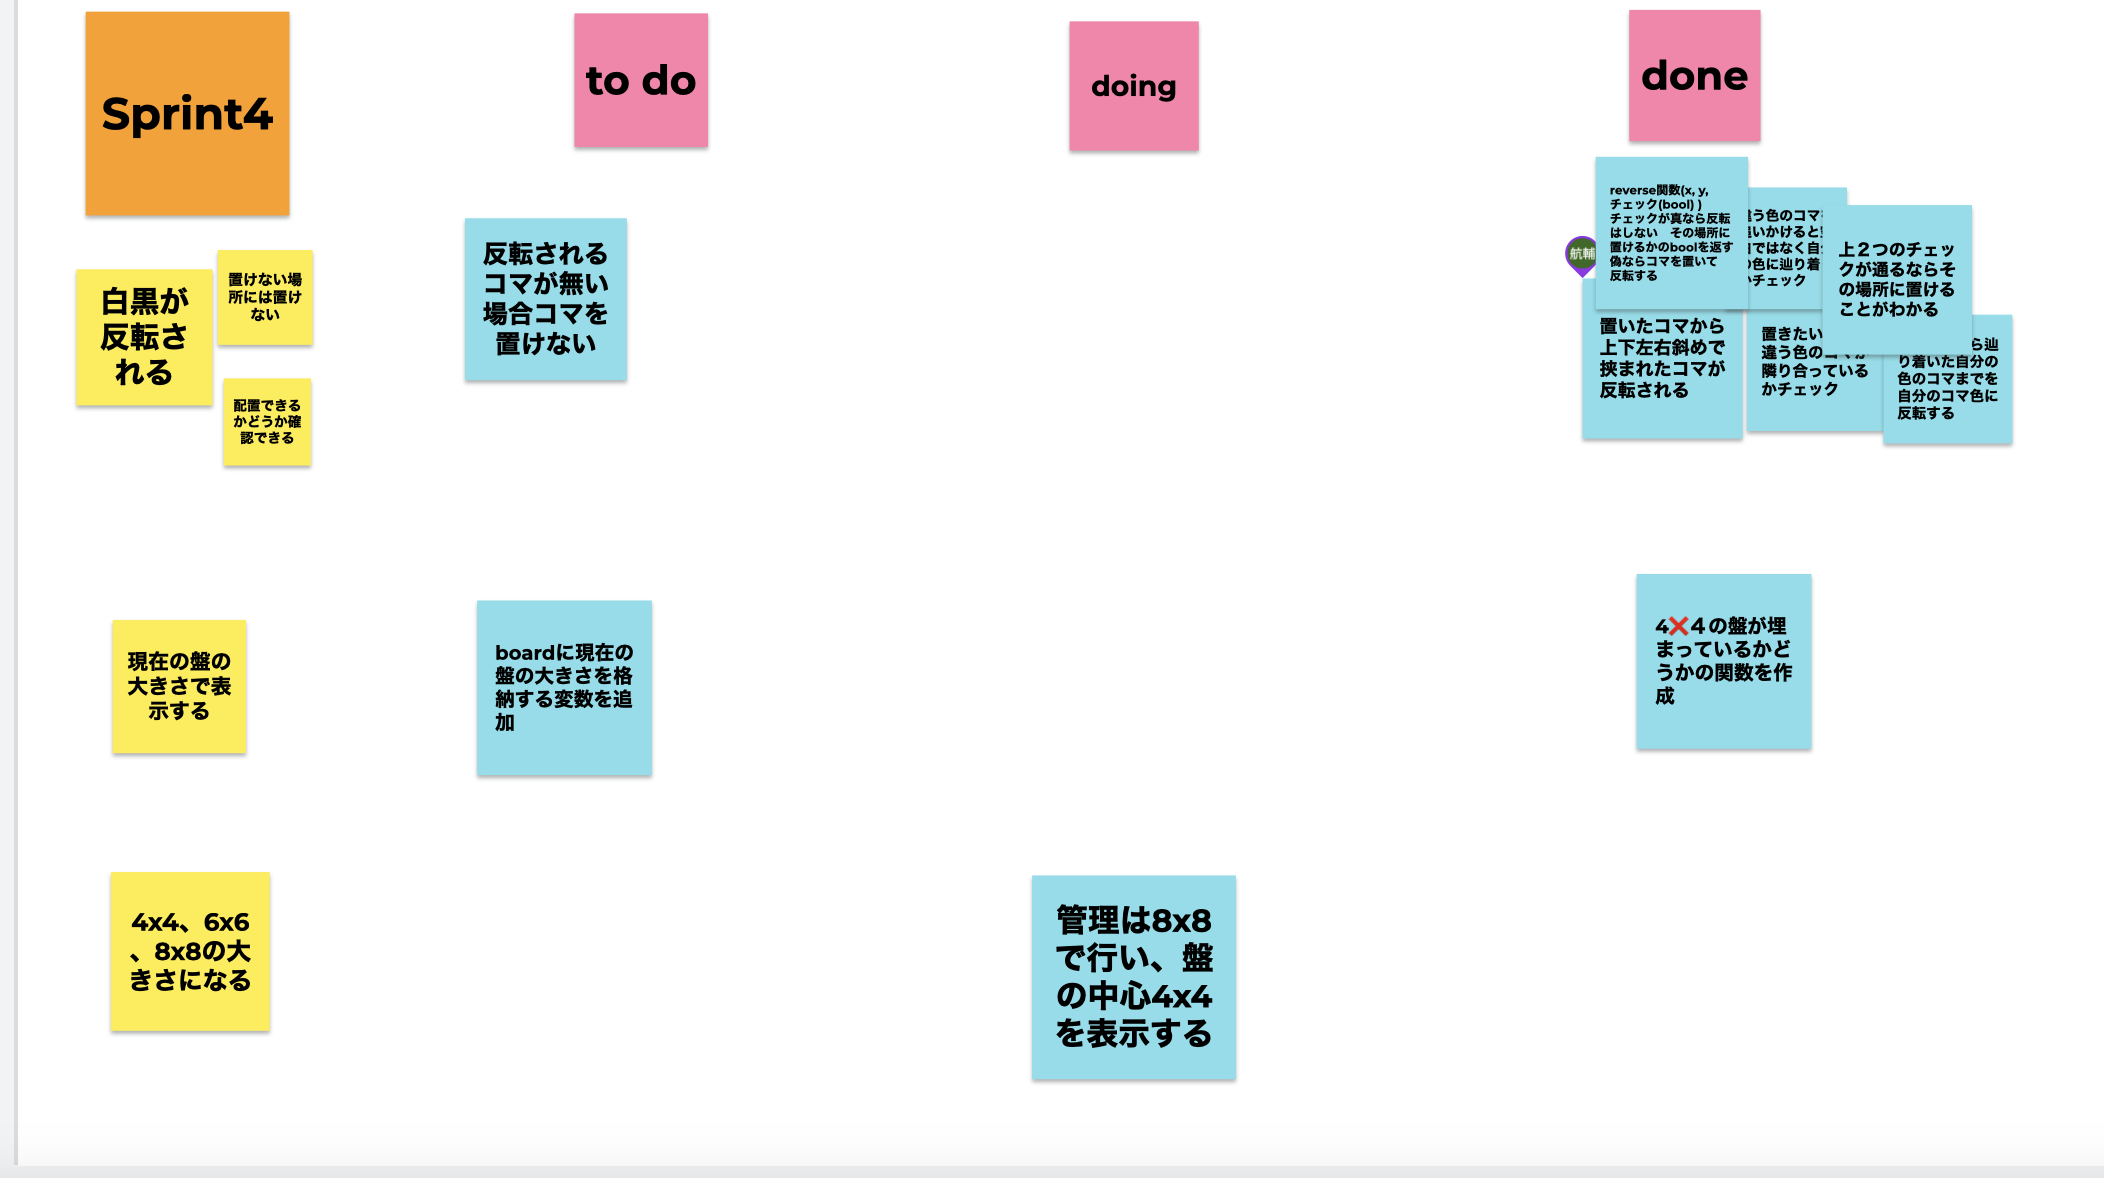 Sprint4
to do
doing
done
白黒が
反転さ
れる
置けない場
所には置け
ない
配置できる
かどうか確
認できる
反転される
コマが無い
場合コマを
置けない
航輔
reverse関数(x, y,
チェック(bool) )
チェックが真なら反転
はしない　その場所に
置けるかのboolを返す
偽ならコマを置いて
反転する
う色のコマ
いかけると
ではなく自
の色に辿り着
チェック
上２つのチェッ
クが通るならそ
の場所に置ける
ことがわかる
置いたコマから
上下左右斜めで
挟まれたコマが
反転される
置きたい
違う色のコマが
隣り合っている
かチェック
ら辿
り着いた自分の
色のコマまでを
自分のコマ色に
反転する
現在の盤の
大きさで表
示する
boardに現在の
盤の大きさを格
納する変数を追
加
4❌４の盤が埋
まっているかど
うかの関数を作
成
4x4、6x6
、8x8の大
きさになる
管理は8x8
で行い、盤
の中心4x4
を表示する